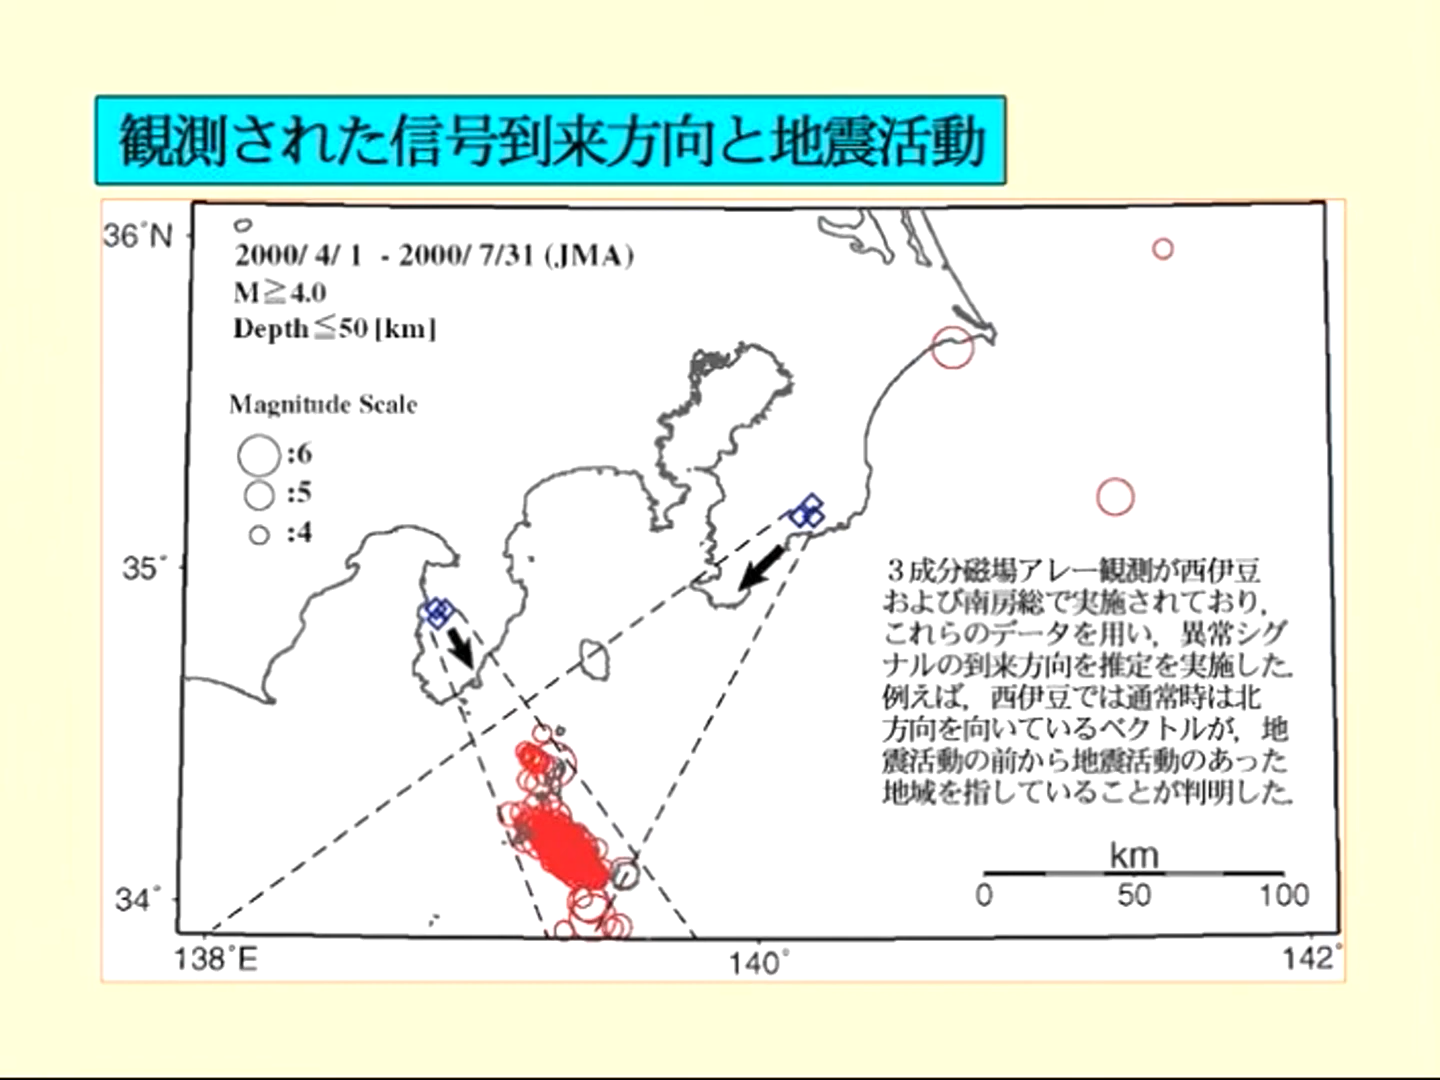 観測された信号到来方向と地震活動
36°N
2000/ 4/ 1 - 2000/ 7/31 (JMA)
M≧4.0
Depth≦50 [km]
Magnitude Scale
:6
:5
:4
35°
３成分磁場アレー観測が西伊豆
および南房総で実施されており，
これらのデータを用い，異常シグ
ナルの到来方向を推定を実施した．
例えば，西伊豆では通常時は北
方向を向いているベクトルが，地
震活動の前から地震活動のあった
地域を指していることが判明した．
km
0 50 100
34°
138°E 140° 142°